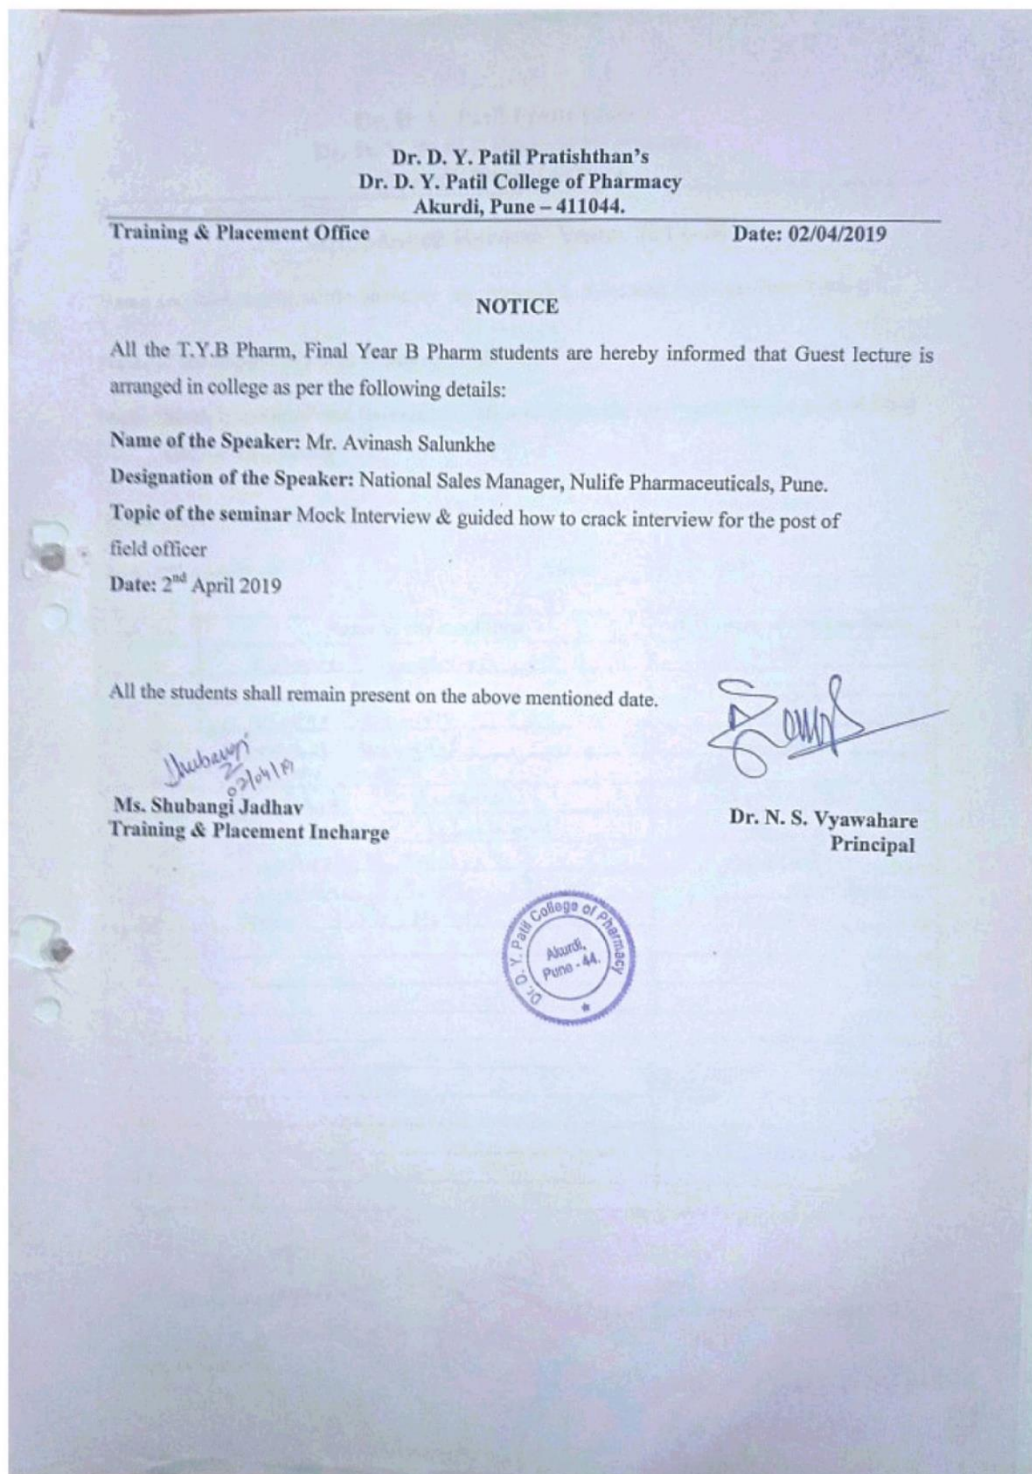 Dr. D. Y. Patil Pratishthan's
Dr. D. Y. Patil College of Pharmacy
Akurdi, Pune – 411044.
Training & Placement Office Date: 02/04/2019
NOTICE
All the T.Y.B Pharm, Final Year B Pharm students are hereby informed that Guest lecture is
arranged in college as per the following details:
Name of the Speaker: Mr. Avinash Salunkhe
Designation of the Speaker: National Sales Manager, Nulife Pharmaceuticals, Pune.
Topic of the seminar Mock Interview & guided how to crack interview for the post of
field officer
Date: 2nd April 2019
All the students shall remain present on the above mentioned date.
Shubangi
02/04/19
Ms. Shubangi Jadhav
Training & Placement Incharge
Dr. N. S. Vyawahare
Principal
Dr. D. Y. Patil College of Pharmacy
Akurdi,
Pune - 44.